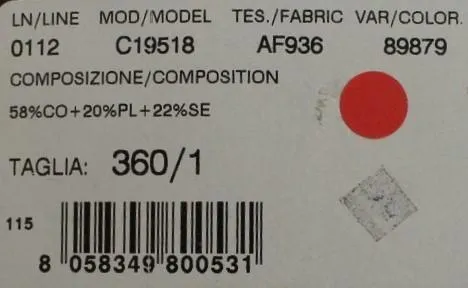 LN/LINE MOD/MODEL TES./FABRIC VAR/COLOR.
0112 C19518 AF936 89879
COMPOSIZIONE/COMPOSITION
58%CO+20%PL+22%SE
TAGLIA: 360/1
115
8 058349 800531